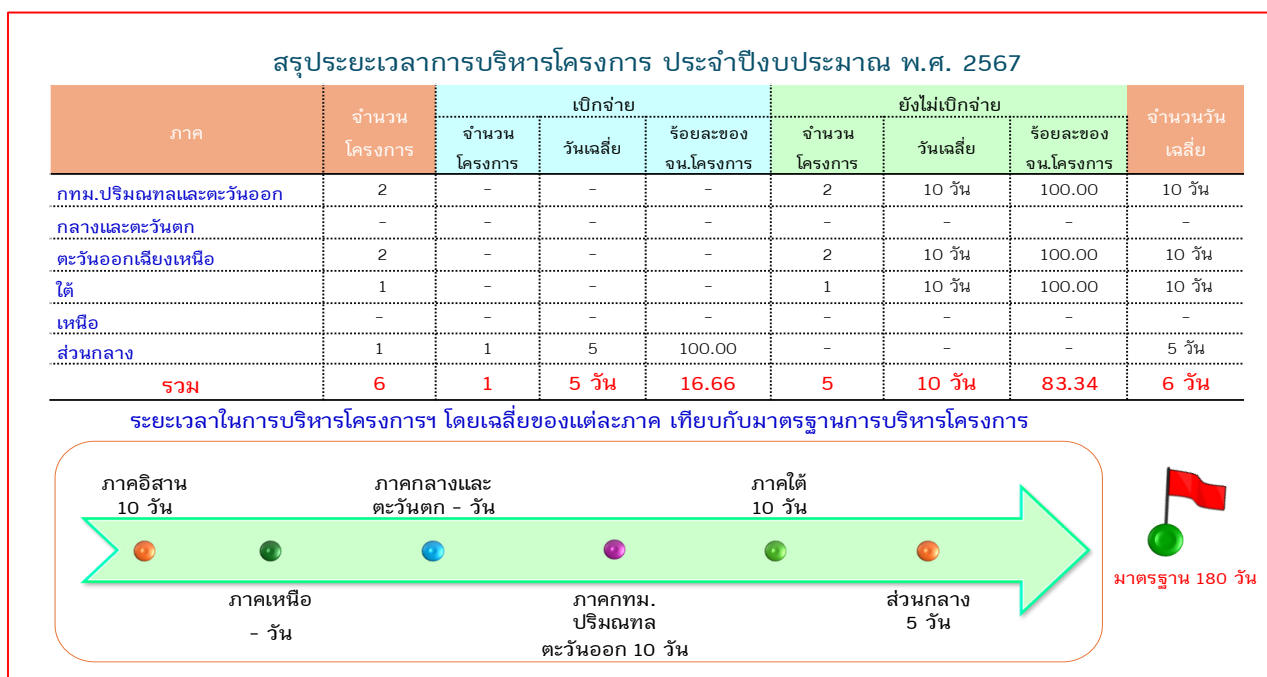 สรุประยะเวลาการบริหารโครงการ ประจำปีงบประมาณ พ.ศ. 2567
ภาค จำนวนโครงการ เบิกจ่าย ยังไม่เบิกจ่าย จำนวนวันเฉลี่ย
จำนวนโครงการ วันเฉลี่ย ร้อยละของจน.โครงการ จำนวนโครงการ วันเฉลี่ย ร้อยละของจน.โครงการ
กทม.ปริมณฑลและตะวันออก 2 - - - 2 10 วัน 100.00 10 วัน
กลางและตะวันตก - - - - - - - -
ตะวันออกเฉียงเหนือ 2 - - - 2 10 วัน 100.00 10 วัน
ใต้ 1 - - - 1 10 วัน 100.00 10 วัน
เหนือ - - - - - - - -
ส่วนกลาง 1 1 5 100.00 - - - 5 วัน
รวม 6 1 5 วัน 16.66 5 10 วัน 83.34 6 วัน
ระยะเวลาในการบริหารโครงการฯ โดยเฉลี่ยของแต่ละภาค เทียบกับมาตรฐานการบริหารโครงการ
ภาคอิสาน
10 วัน
ภาคกลางและ
ตะวันตก - วัน
ภาคใต้
10 วัน
ภาคเหนือ
- วัน
ภาคกทม.
ปริมณฑล
ตะวันออก 10 วัน
ส่วนกลาง
5 วัน
มาตรฐาน 180 วัน